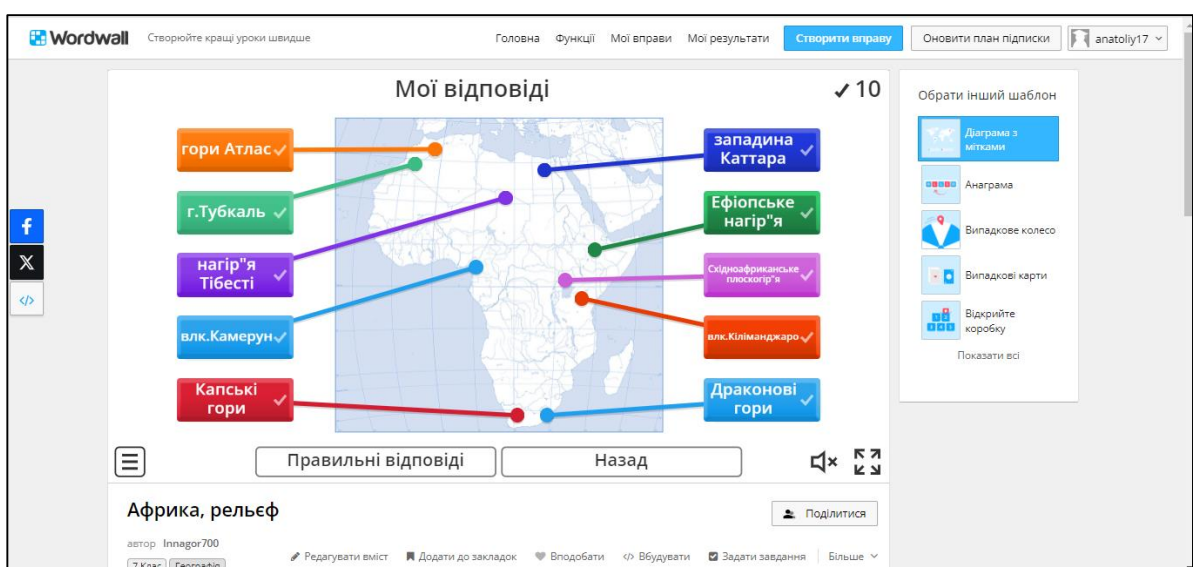 Wordwall
Створюйте кращі уроки швидше
Головна
Функції
Мої вправи
Мої результати
Створити вправу
Оновити план підписки
anatoliy17
Мої відповіді
✓ 10
гори Атлас
г.Тубкаль
нагір"я
Тібесті
влк.Камерун
Капські
гори
западина
Каттара
Ефіопське
нагір"я
Східноафриканське
плоскогір"я
влк.Кіліманджаро
Драконові
гори
Правильні відповіді
Назад
Обрати інший шаблон
Діаграма з
мітками
Анаграма
Випадкове колесо
Випадкові карти
Відкрийте
коробку
Показати всі
Африка, рельєф
Поділитися
автор Innagor700
Редагувати вміст
Додати до закладок
Вподобати
Вбудувати
Задати завдання
Більше
7 Клас
Географія